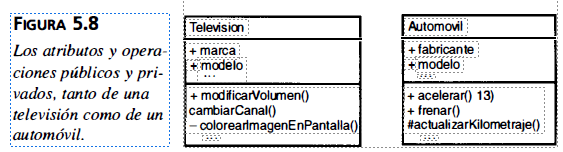 FIGURA 5.8
Los atributos y opera-
ciones públicos y pri-
vados, tanto de una
televisión como de un
automóvil.
Television
+ marca
+ modelo
...
+ modificarVolumen()
cambiarCanal()
– colorearImagenEnPantalla()
...
Automovil
+ fabricante
+ modelo
...
+ acelerar() 13)
+ frenar()
#actualizarKilometraje()
...